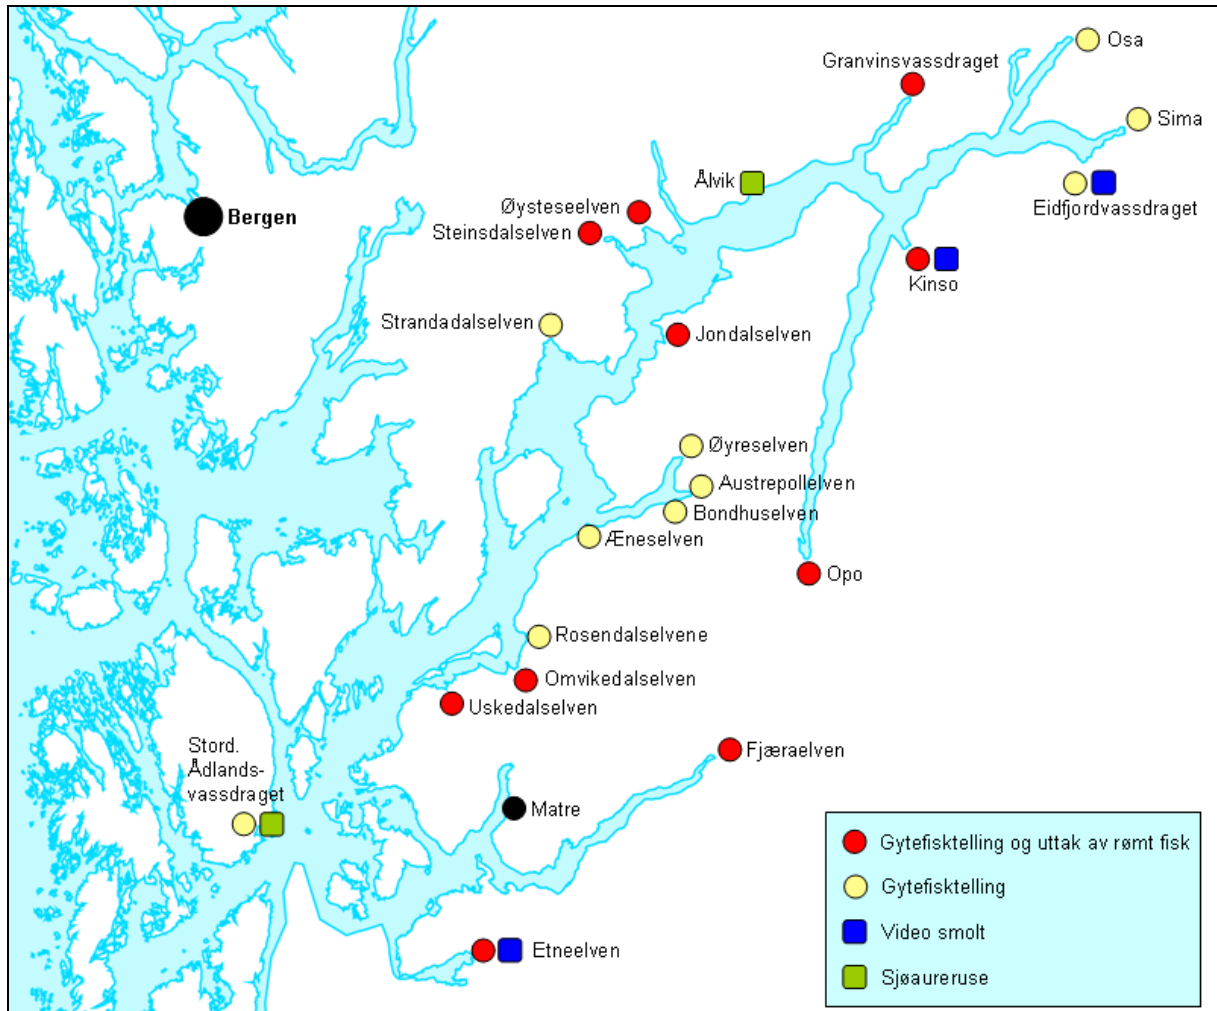 Osa
Granvinsvassdraget
Sima
Ålvik
Øysteseelven
Eidfjordvassdraget
Bergen
Steinsdalselven
Kinso
Strandadalselven
Jondalselven
Øyreselven
Austrepollelven
Bondhuselven
Æneselven
Opo
Rosendalselvene
Omvikedalselven
Uskedalselven
Stord.
Ådlands-
vassdraget
Fjæraelven
Matre
Etneelven
Gytefisktelling og uttak av rømt fisk
Gytefisktelling
Video smolt
Sjøaureruse